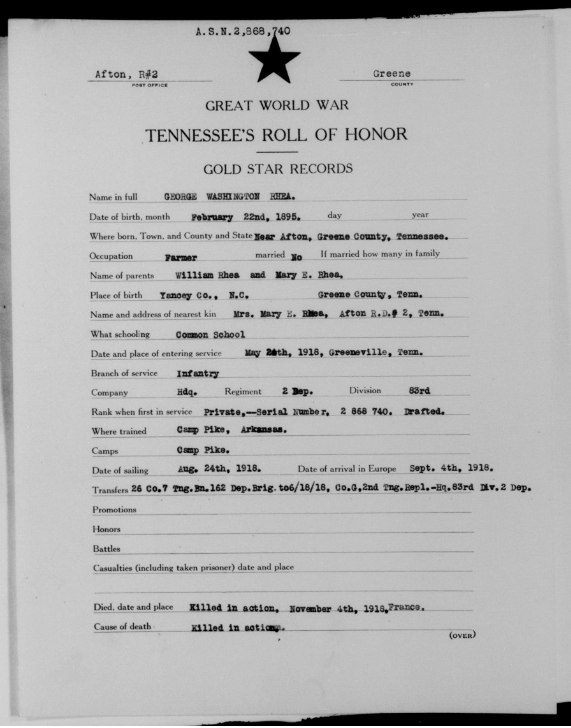 A.S.N.2,868,740
Afton, R#2 Greene
POST OFFICE COUNTY
GREAT WORLD WAR
TENNESSEE'S ROLL OF HONOR
GOLD STAR RECORDS
Name in full GEORGE WASHINGTON RHEA.
Date of birth, month February 22nd, 1895. day year
Where born, Town, and County and State Near Afton, Greene County, Tennessee.
Occupation Farmer married No If married how many in family
Name of parents William Rhea and Mary E. Rhea,
Place of birth Yancey Co., N.C. Greene County, Tenn.
Name and address of nearest kin Mrs. Mary E. Rhea, Afton R.D.# 2, Tenn.
What schooling Common School
Date and place of entering service May 24th, 1918, Greeneville, Tenn.
Branch of service Infantry
Company Hdq. Regiment 2 Dep. Division 83rd
Rank when first in service Private,--Serial Number, 2 868 740. Drafted.
Where trained Camp Pike, Arkansas.
Camps Camp Pike.
Date of sailing Aug. 24th, 1918. Date of arrival in Europe Sept. 4th, 1918.
Transfers 26 Co.7 Tng.Bn.162 Dep.Brig.to6/18/18, Co.G,2nd Tng.Repl.-Hq.83rd Div.2 Dep.
Promotions
Honors
Battles
Casualties (including taken prisoner) date and place
Died, date and place Killed in action, November 4th, 1918,France.
Cause of death Killed in action.
(OVER)